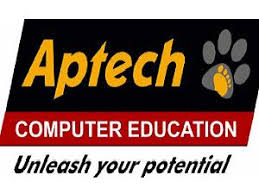 Aptech
COMPUTER EDUCATION
Unleash your potential